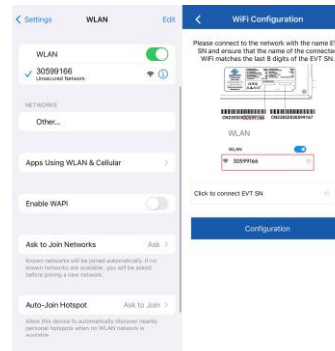 Settings
WLAN
Edit
WLAN
30599166
Unsecured Network
NETWORKS
Other...
Apps Using WLAN & Cellular
Enable WAPI
Ask to Join Networks
Ask
Known networks will be joined automatically. If no
known networks are available, you will be asked
before joining a new network.
Auto-Join Hotspot
Ask to Join
Allow this device to automatically discover nearby
personal hotspots when no WLAN network is
available.
WiFi Configuration
Please connect to the network with the name EVT
SN and ensure that the name of the connected
WiFi matches the last 8 digits of the EVT SN.
WLAN
WLAN
30599166
Click to connect EVT SN
Configuration